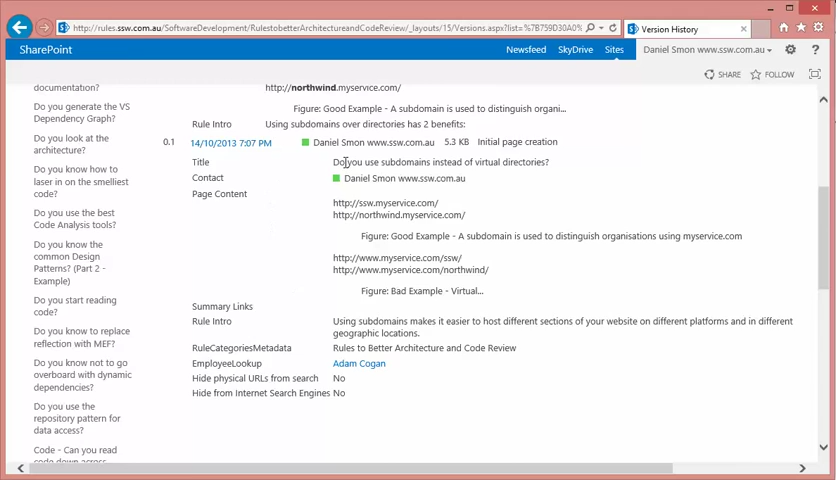 http://rules.ssw.com.au/SoftwareDevelopment/RulestobetterArchitectureandCodeReview/_layouts/15/Versions.aspx?list=%7B759D30A0%
Version History
SharePoint
Newsfeed
SkyDrive
Sites
Daniel Smon www.ssw.com.au
SHARE
FOLLOW
documentation?
Do you generate the VS
Dependency Graph?
Do you look at the
architecture?
Do you know how to
laser in on the smelliest
code?
Do you use the best
Code Analysis tools?
Do you know the
common Design
Patterns? (Part 2 -
Example)
Do you start reading
code?
Do you know to replace
reflection with MEF?
Do you know not to go
overboard with dynamic
dependencies?
Do you use the
repository pattern for
data access?
Code - Can you read
code down across
http://northwind.myservice.com/
Figure: Good Example - A subdomain is used to distinguish organi...
Rule Intro Using subdomains over directories has 2 benefits:
0.1 14/10/2013 7:07 PM Daniel Smon www.ssw.com.au 5.3 KB Initial page creation
Title Do you use subdomains instead of virtual directories?
Contact Daniel Smon www.ssw.com.au
Page Content
http://ssw.myservice.com/
http://northwind.myservice.com/
Figure: Good Example - A subdomain is used to distinguish organisations using myservice.com
http://www.myservice.com/ssw/
http://www.myservice.com/northwind/
Figure: Bad Example - Virtual...
Summary Links
Rule Intro Using subdomains makes it easier to host different sections of your website on different platforms and in different
geographic locations.
RuleCategoriesMetadata Rules to Better Architecture and Code Review
EmployeeLookup Adam Cogan
Hide physical URLs from search No
Hide from Internet Search Engines No